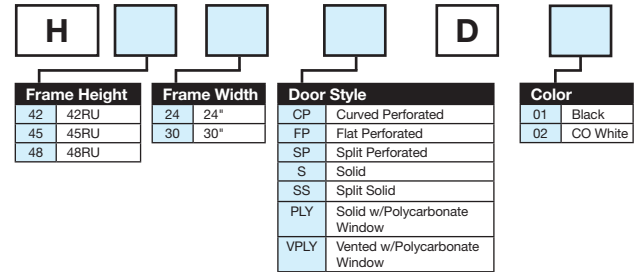 H D
Frame Height
42 42RU
45 45RU
48 48RU
Frame Width
24 24"
30 30"
Door Style
CP Curved Perforated
FP Flat Perforated
SP Split Perforated
S Solid
SS Split Solid
PLY Solid w/Polycarbonate
Window
VPLY Vented w/Polycarbonate
Window
Color
01 Black
02 CO White